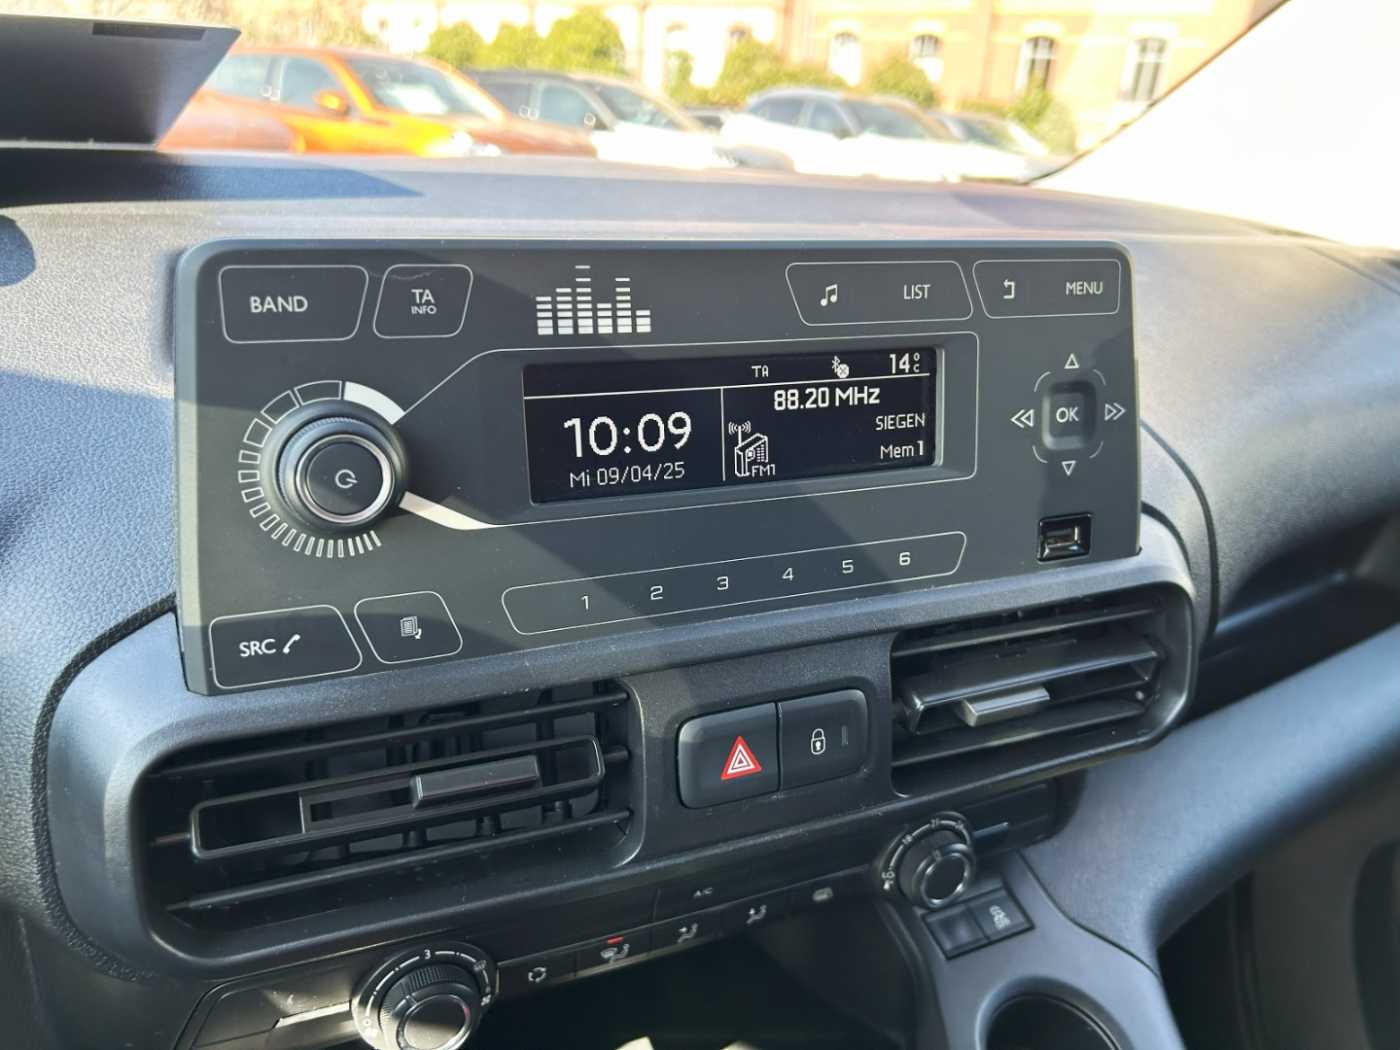 BAND
TA
INFO
LIST
MENU
TA
14°C
88.20 MHz
10:09
SIEGEN
Mi 09/04/25
FM1
Mem 1
OK
1 2 3 4 5 6
SRC
A/C
3